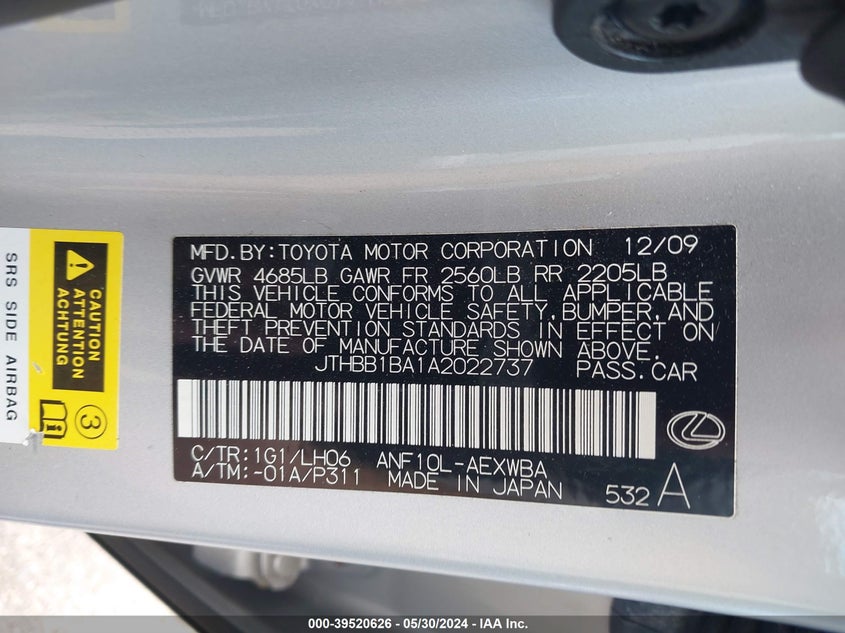 MFD.BY:TOYOTA MOTOR CORPORATION 12/09
GVWR 4685LB GAWR FR 2560LB RR 2205LB
THIS VEHICLE CONFORMS TO ALL APPLICABLE
FEDERAL MOTOR VEHICLE SAFETY, BUMPER, AND
THEFT PREVENTION STANDARDS IN EFFECT ON
THE DATE OF MANUFACTURE SHOWN ABOVE.
JTHBB1BA1A2022737 PASS.CAR
C/TR:1G1/LH06 ANF10L-AEXWBA
A/TM:-01A/P311 MADE IN JAPAN
532 A
SRS SIDE AIRBAG
CAUTION
ATTENTION
ACHTUNG
3
000-39520626 - 05/30/2024 - IAA Inc.